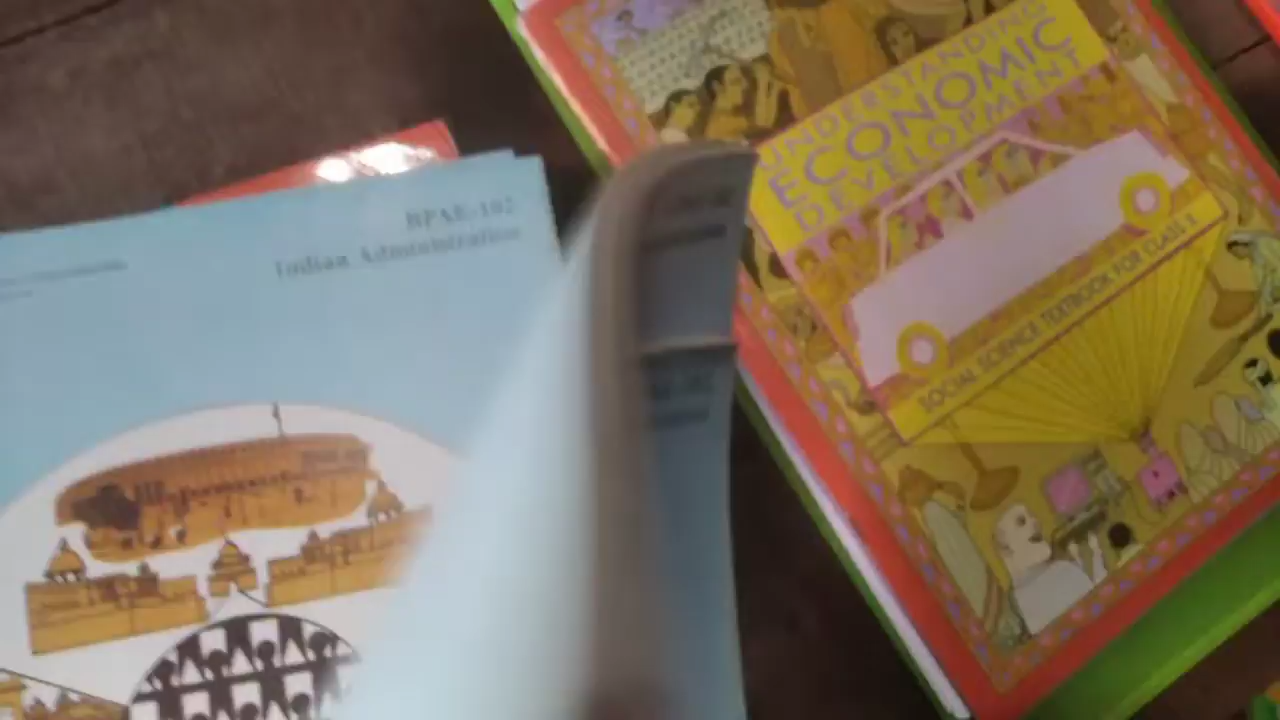 BPAE-102
Indian Administration
UNDERSTANDING
ECONOMIC
DEVELOPMENT
SOCIAL SCIENCE TEXTBOOK FOR CLASS X